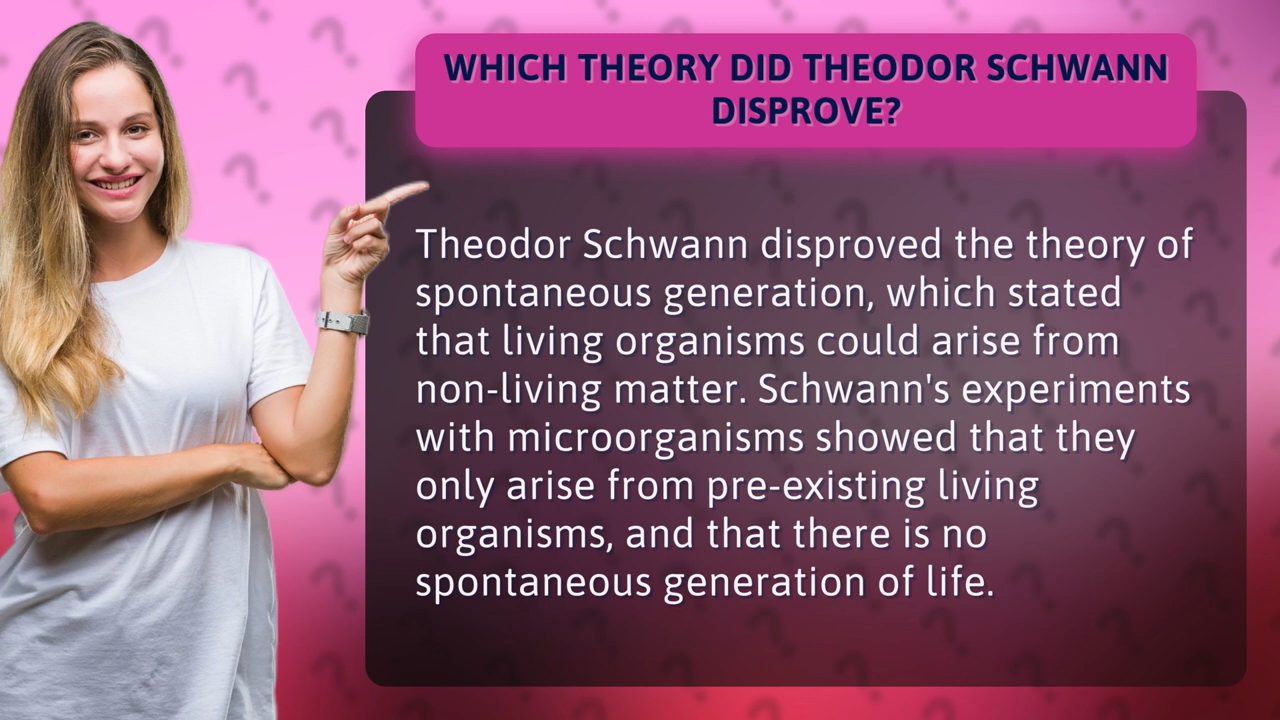 WHICH THEORY DID THEODOR SCHWANN
DISPROVE?
Theodor Schwann disproved the theory of
spontaneous generation, which stated
that living organisms could arise from
non-living matter. Schwann's experiments
with microorganisms showed that they
only arise from pre-existing living
organisms, and that there is no
spontaneous generation of life.